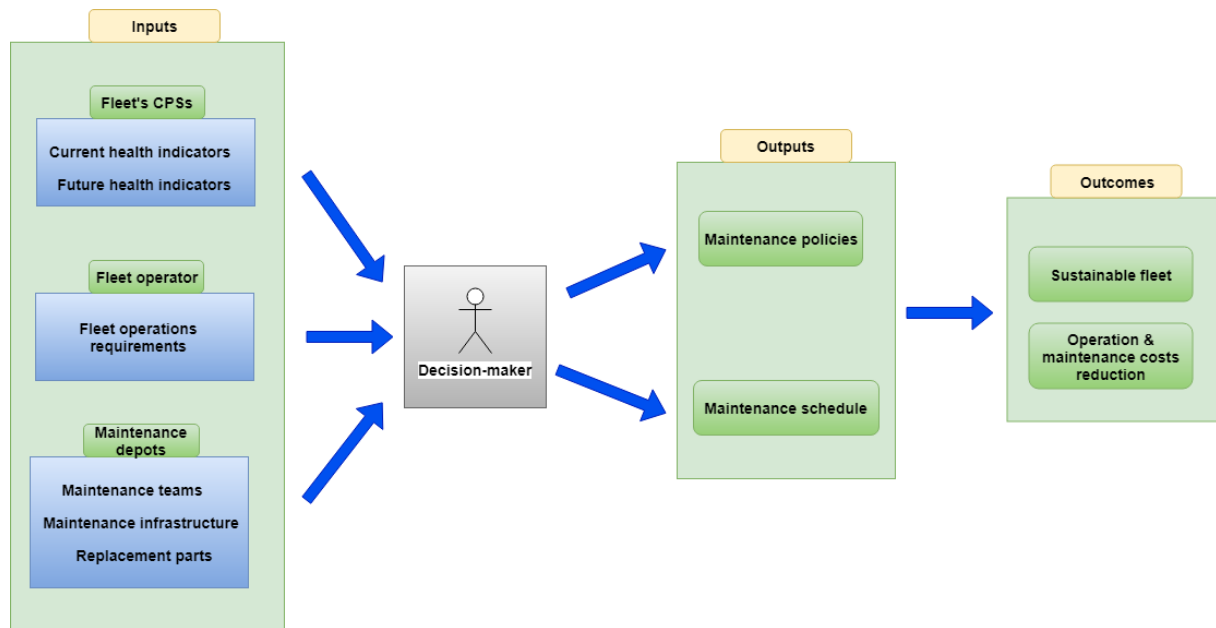 Inputs
Fleet's CPSs
Current health indicators
Future health indicators
Fleet operator
Fleet operations
requirements
Maintenance
depots
Maintenance teams
Maintenance infrastructure
Replacement parts
Decision-maker
Outputs
Maintenance policies
Maintenance schedule
Outcomes
Sustainable fleet
Operation &
maintenance costs
reduction